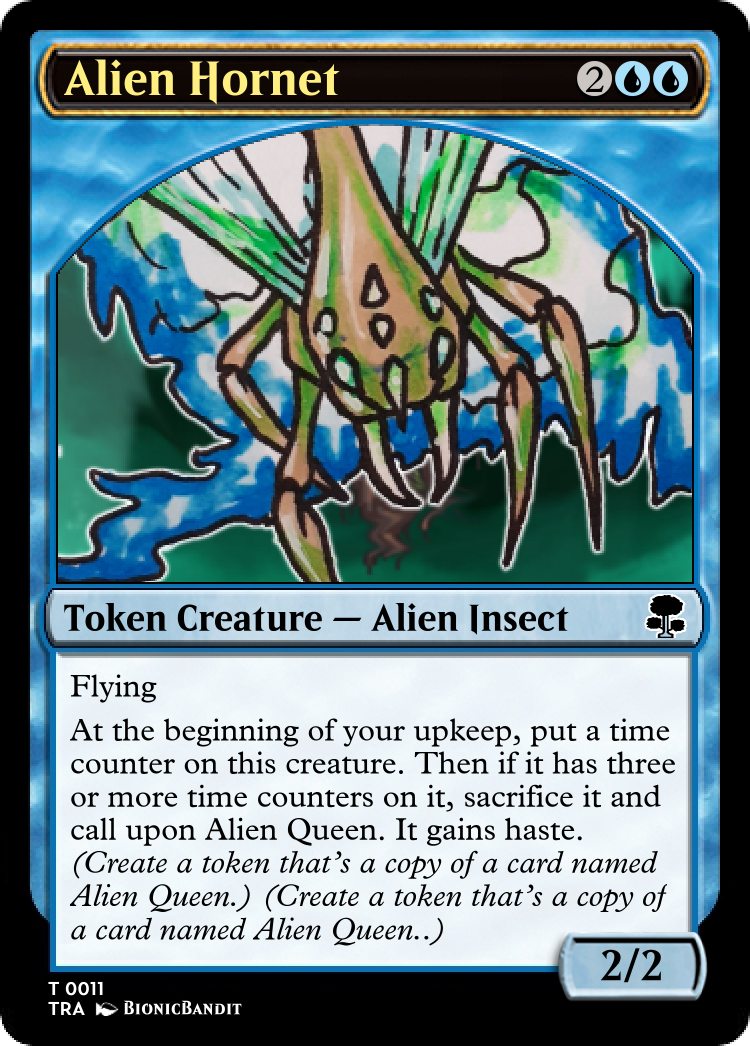 Alien Hornet 2
Token Creature — Alien Insect
Flying
At the beginning of your upkeep, put a time
counter on this creature. Then if it has three
or more time counters on it, sacrifice it and
call upon Alien Queen. It gains haste.
(Create a token that's a copy of a card named
Alien Queen.) (Create a token that's a copy of
a card named Alien Queen..)
2/2
T 0011
TRA BionicBandit